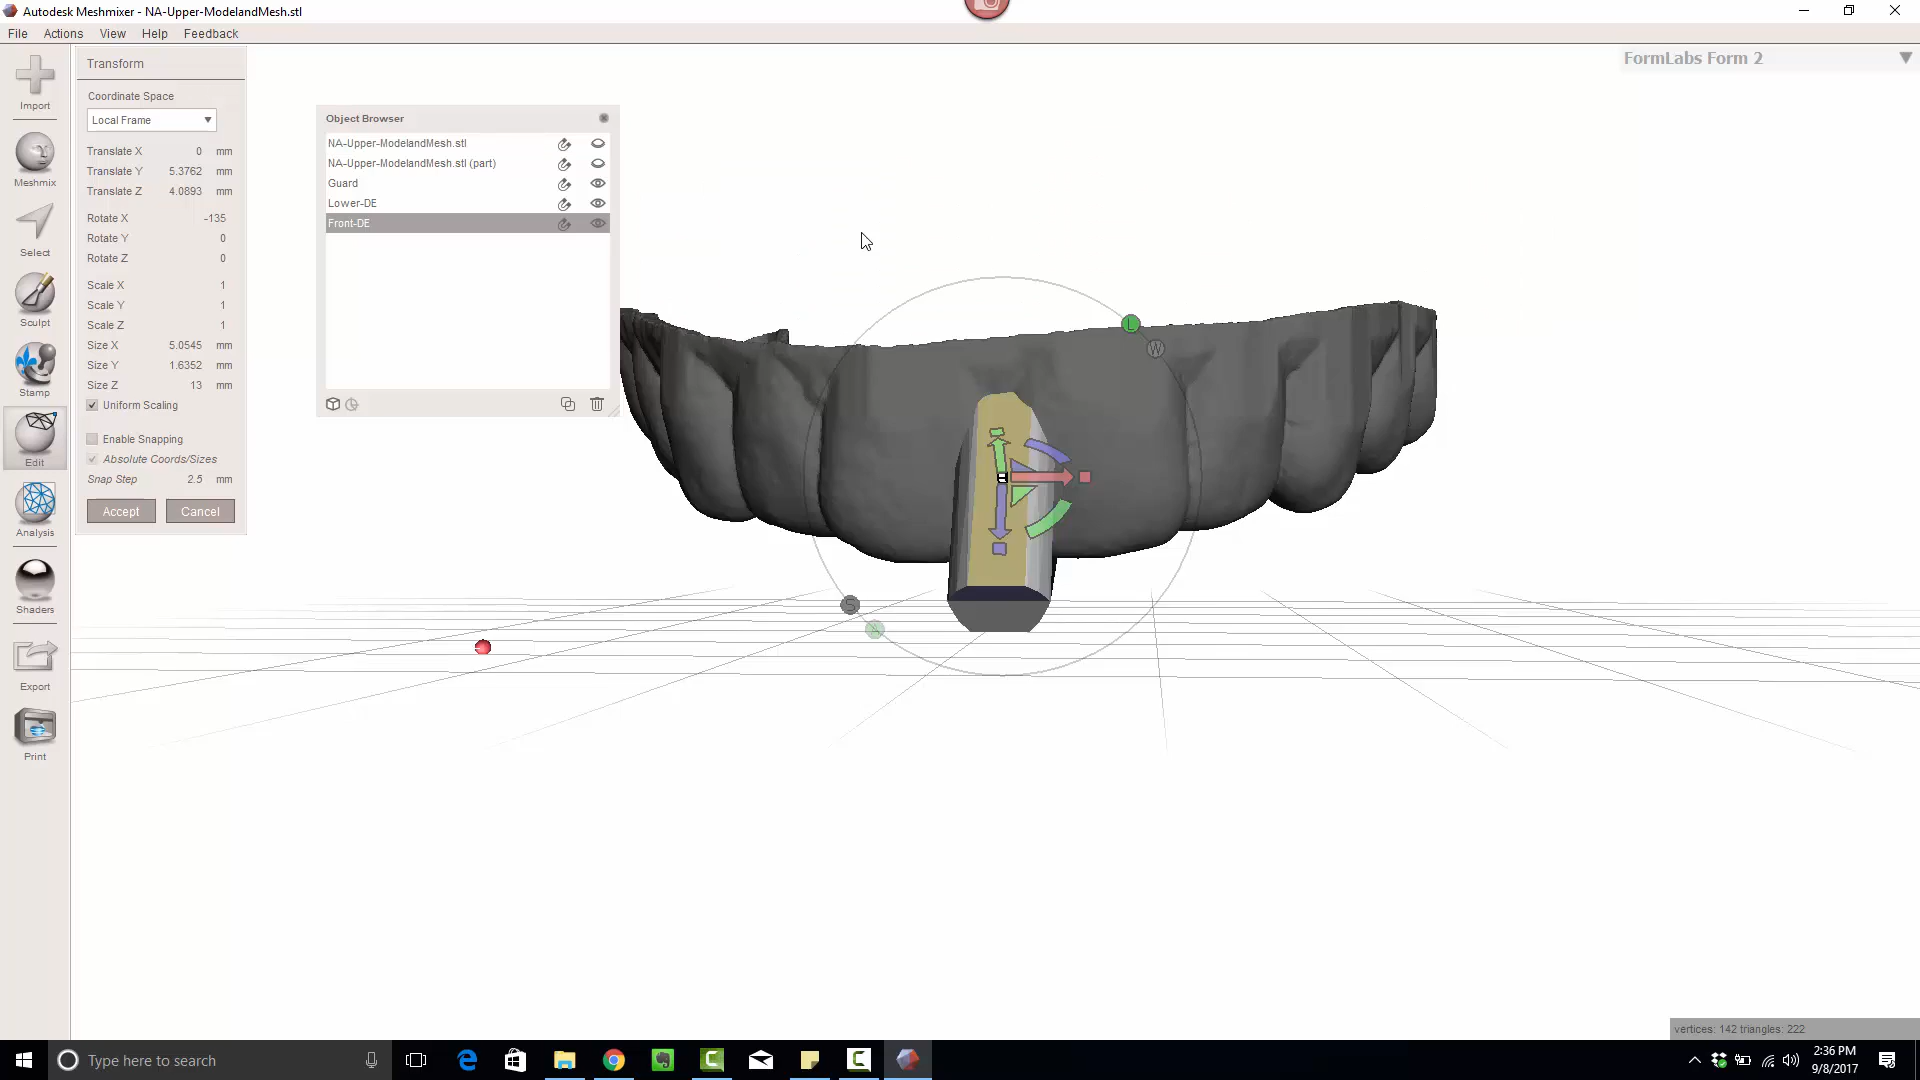 Autodesk Meshmixer - NA-Upper-ModelandMesh.stl
File Actions View Help Feedback
Transform
FormLabs Form 2
Coordinate Space
Local Frame
Translate X 0 mm
Translate Y 5.3762 mm
Translate Z 4.0893 mm
Rotate X -135
Rotate Y 0
Rotate Z 0
Scale X 1
Scale Y 1
Scale Z 1
Size X 5.0545 mm
Size Y 1.6352 mm
Size Z 13 mm
Uniform Scaling
Enable Snapping
Absolute Coords/Sizes
Snap Step 2.5 mm
Accept Cancel
Object Browser
NA-Upper-ModelandMesh.stl
NA-Upper-ModelandMesh.stl (part)
Guard
Lower-DE
Front-DE
Import
Meshmix
Select
Sculpt
Stamp
Edit
Analysis
Shaders
Export
Print
L
W
S
vertices: 142 triangles: 222
Type here to search
2:36 PM
9/8/2017